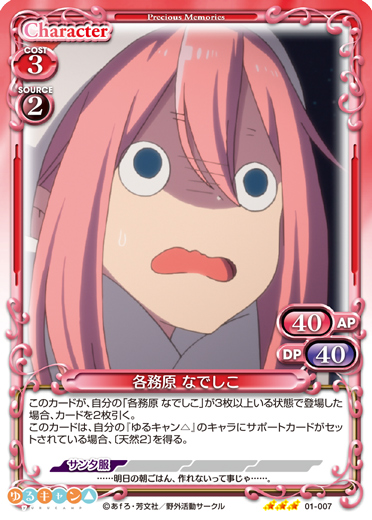 Precious Memories
Character
COST
3
SOURCE
2
40 AP
DP 40
各務原 なでしこ
このカードが、自分の「各務原 なでしこ」が3枚以上いる状態で登場した
場合、カードを2枚引く。
このカードは、自分の「ゆるキャン△」のキャラにサポートカードがセッ
トされている場合、[天然2]を得る。
サンタ服
……明日の朝ごはん、作れないって事じゃ……。
ゆるキャン△
©あfろ・芳文社／野外活動サークル
★★★ 01-007